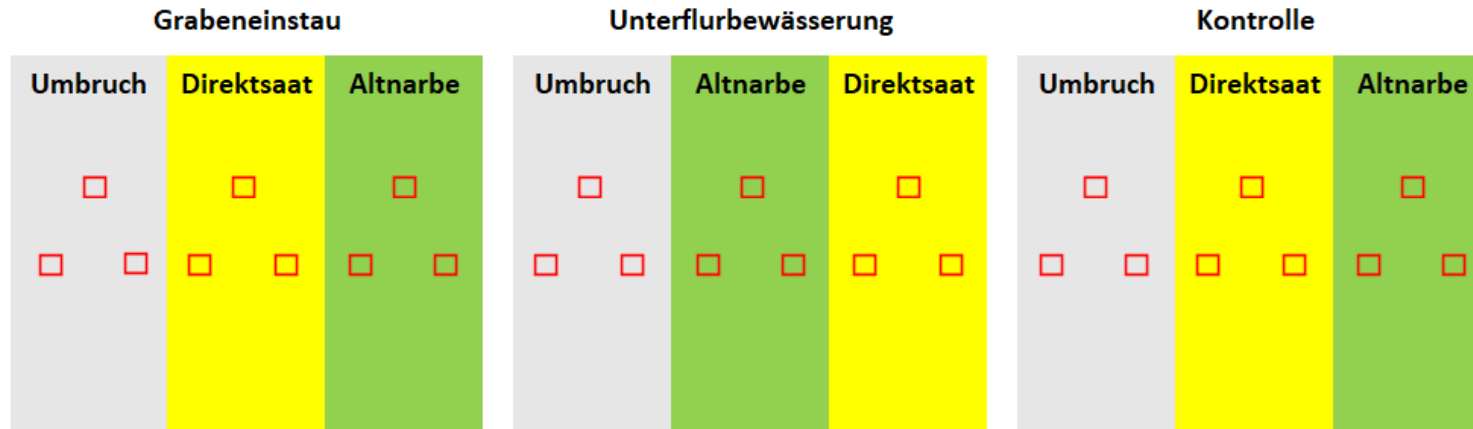 Grabeneinstau Unterflurbewässerung Kontrolle
Umbruch Direktsaat Altnarbe Umbruch Altnarbe Direktsaat Umbruch Direktsaat Altnarbe